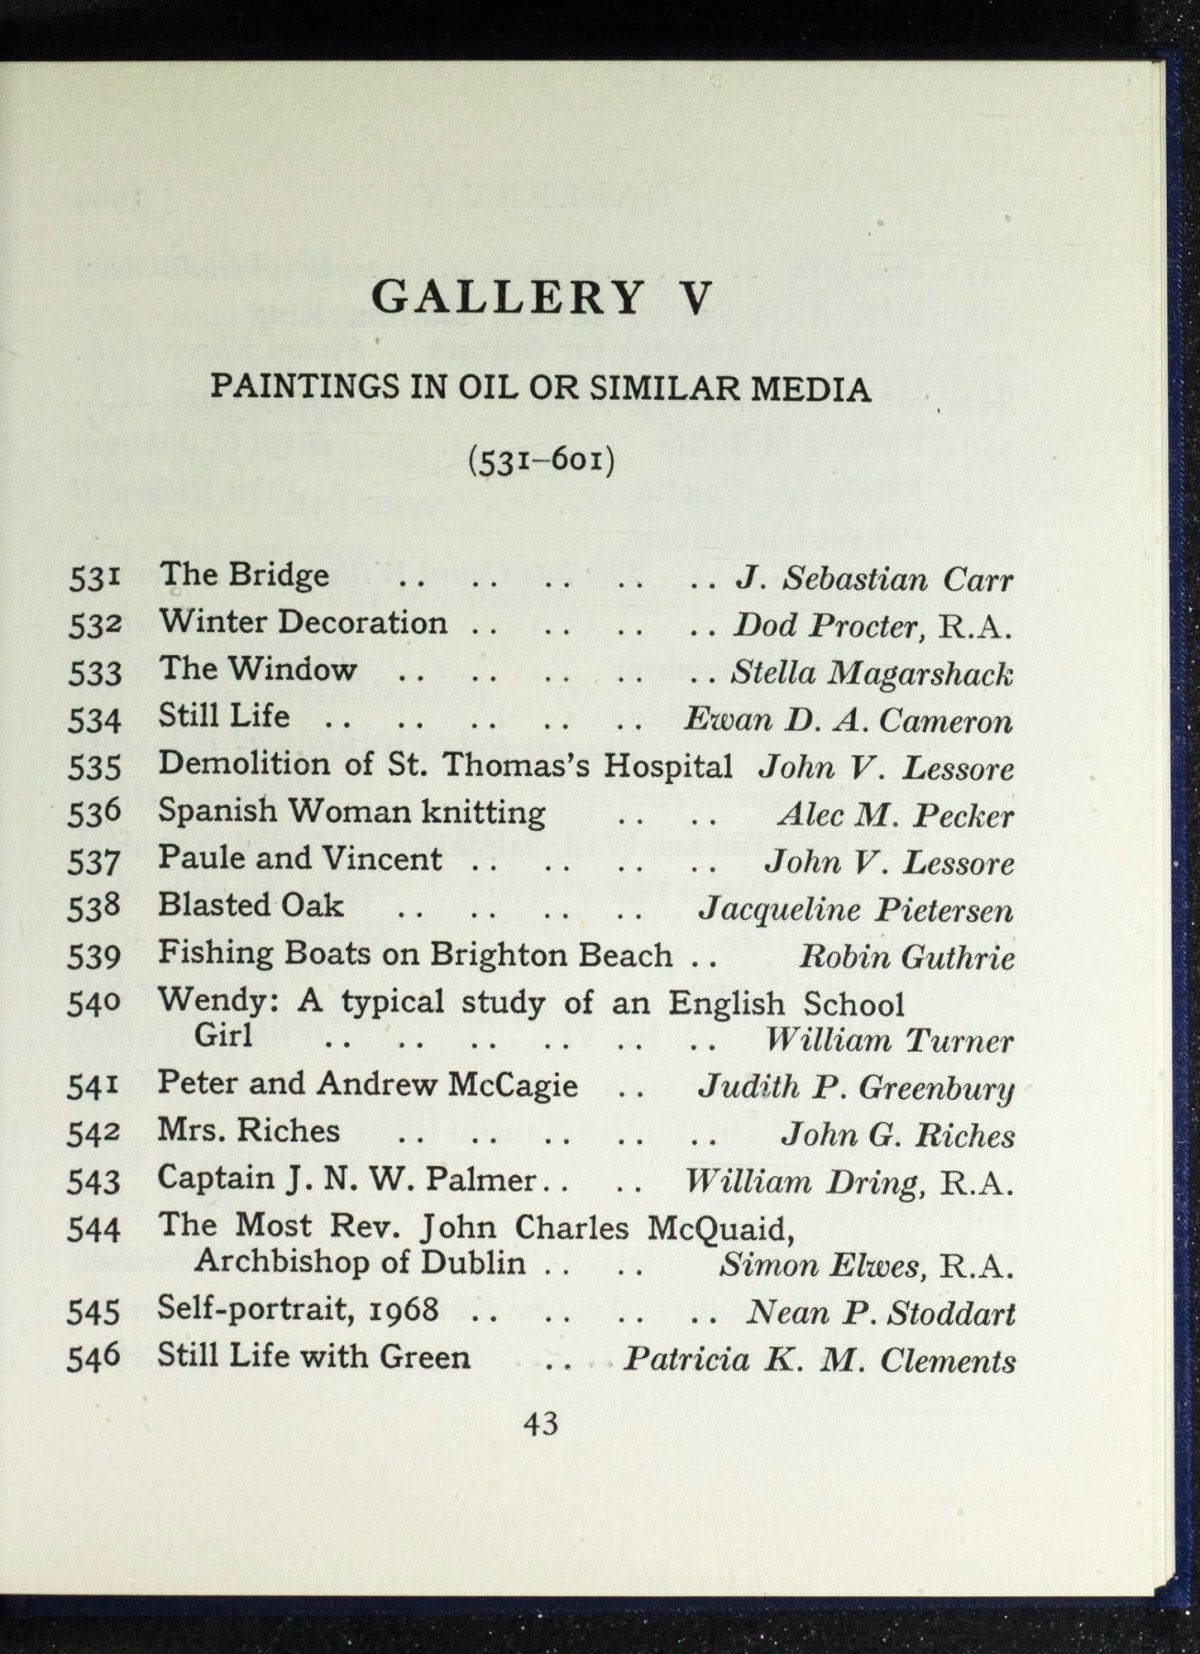 GALLERY V
PAINTINGS IN OIL OR SIMILAR MEDIA
(531–601)
531 The Bridge .. .. .. .. .. J. Sebastian Carr
532 Winter Decoration .. .. .. .. Dod Procter, R.A.
533 The Window .. .. .. .. .. Stella Magarshack
534 Still Life .. .. .. .. .. Ewan D. A. Cameron
535 Demolition of St. Thomas's Hospital John V. Lessore
536 Spanish Woman knitting .. .. Alec M. Pecker
537 Paule and Vincent .. .. .. .. John V. Lessore
538 Blasted Oak .. .. .. .. Jacqueline Pietersen
539 Fishing Boats on Brighton Beach .. Robin Guthrie
540 Wendy: A typical study of an English School
Girl .. .. .. .. .. .. William Turner
541 Peter and Andrew McCagie .. Judith P. Greenbury
542 Mrs. Riches .. .. .. .. .. John G. Riches
543 Captain J. N. W. Palmer.. .. William Dring, R.A.
544 The Most Rev. John Charles McQuaid,
Archbishop of Dublin .. .. Simon Elwes, R.A.
545 Self-portrait, 1968 .. .. .. .. Nean P. Stoddart
546 Still Life with Green .. .. Patricia K. M. Clements
43